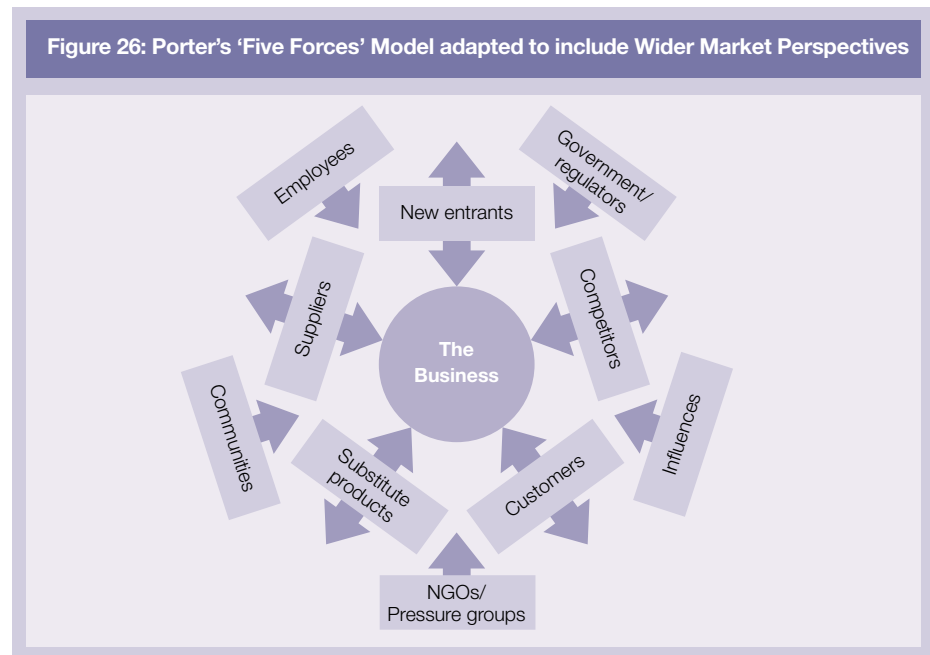 Figure 26: Porter’s ‘Five Forces’ Model adapted to include Wider Market Perspectives
Employees
Government/
regulators
New entrants
Suppliers
Competitors
The
Business
Communities
Influences
Substitute
products
Customers
NGOs/
Pressure groups